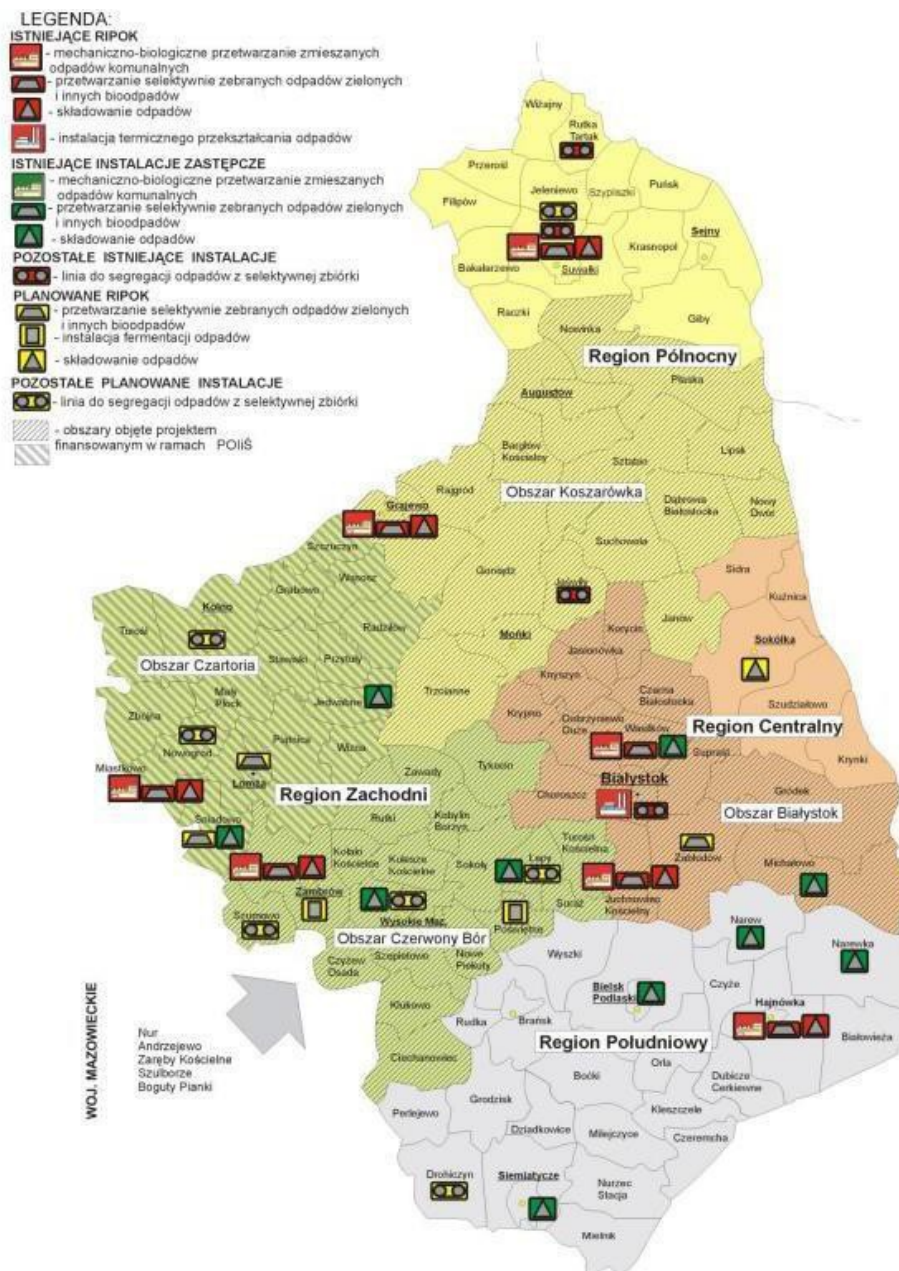 LEGENDA:
ISTNIEJĄCE RIPOK
- mechaniczno-biologiczne przetwarzanie zmieszanych
odpadów komunalnych
- przetwarzanie selektywnie zebranych odpadów zielonych
i innych bioodpadów
- składowanie odpadów
- instalacja termicznego przekształcania odpadów
ISTNIEJĄCE INSTALACJE ZASTĘPCZE
- mechaniczno-biologiczne przetwarzanie zmieszanych
odpadów komunalnych
- przetwarzanie selektywnie zebranych odpadów zielonych
i innych bioodpadów
- składowanie odpadów
POZOSTAŁE ISTNIEJĄCE INSTALACJE
- linia do segregacji odpadów z selektywnej zbiórki
PLANOWANE RIPOK
- przetwarzanie selektywnie zebranych odpadów zielonych
i innych bioodpadów
- instalacja fermentacji odpadów
- składowanie odpadów
POZOSTAŁE PLANOWANE INSTALACJE
- linia do segregacji odpadów z selektywnej zbiórki
- obszary objęte projektem
finansowanym w ramach POIiŚ
Wiżajny
Rutka
Tartak
Przerośl
Jeleniewo
Szypliszki
Puńsk
Filipów
Krasnopol
Sejny
Bakałarzewo
Suwałki
Raczki
Giby
Nowinka
Region Północny
Płaska
Augustów
Bargłów
Kościelny
Sztabin
Lipsk
Rajgród
Obszar Koszarówka
Dąbrowa
Białostocka
Nowy
Dwór
Grajewo
Szczuczyn
Suchowola
Wąsosz
Goniądz
Sidra
Grabowo
Jaświły
Kuźnica
Kolno
Radziłów
Janów
Turośl
Mońki
Korycin
Sokółka
Obszar Czartoria
Stawiski
Przytuły
Jasionówka
Trzcianne
Knyszyn
Mały
Płock
Jedwabne
Czarna
Białostocka
Szudziałowo
Zbójna
Krypno
Dobrzyniewo
Duże
Wasilków
Region Centralny
Nowogród
Piątnica
Wizna
Supraśl
Krynki
Miastkowo
Łomża
Zawady
Tykocin
Białystok
Region Zachodni
Choroszcz
Gródek
Śniadowo
Rutki
Kobylin
Borzym
Obszar Białystok
Kołaki
Kościelne
Kulesze
Kościelne
Sokoły
Łapy
Turośń
Kościelna
Zabłudów
Michałowo
Zambrów
Juchnowiec
Kościelny
Szumowo
Wysokie Maz.
Poświętne
Suraż
Narew
Obszar Czerwony Bór
Narewka
Czyżew
Osada
Szepietowo
Nowe
Piekuty
Wyszki
Czyże
Klukowo
Bielsk
Podlaski
Hajnówka
Rudka
Brańsk
Białowieża
WOJ. MAZOWIECKIE
Nur
Andrzejewo
Zaręby Kościelne
Szulborze
Boguty Pianki
Region Południowy
Ciechanowiec
Orla
Boćki
Dubicze
Cerkiewne
Grodzisk
Kleszczele
Perlejewo
Dziadkowice
Milejczyce
Czeremcha
Drohiczyn
Siemiatycze
Nurzec
Stacja
Mielnik